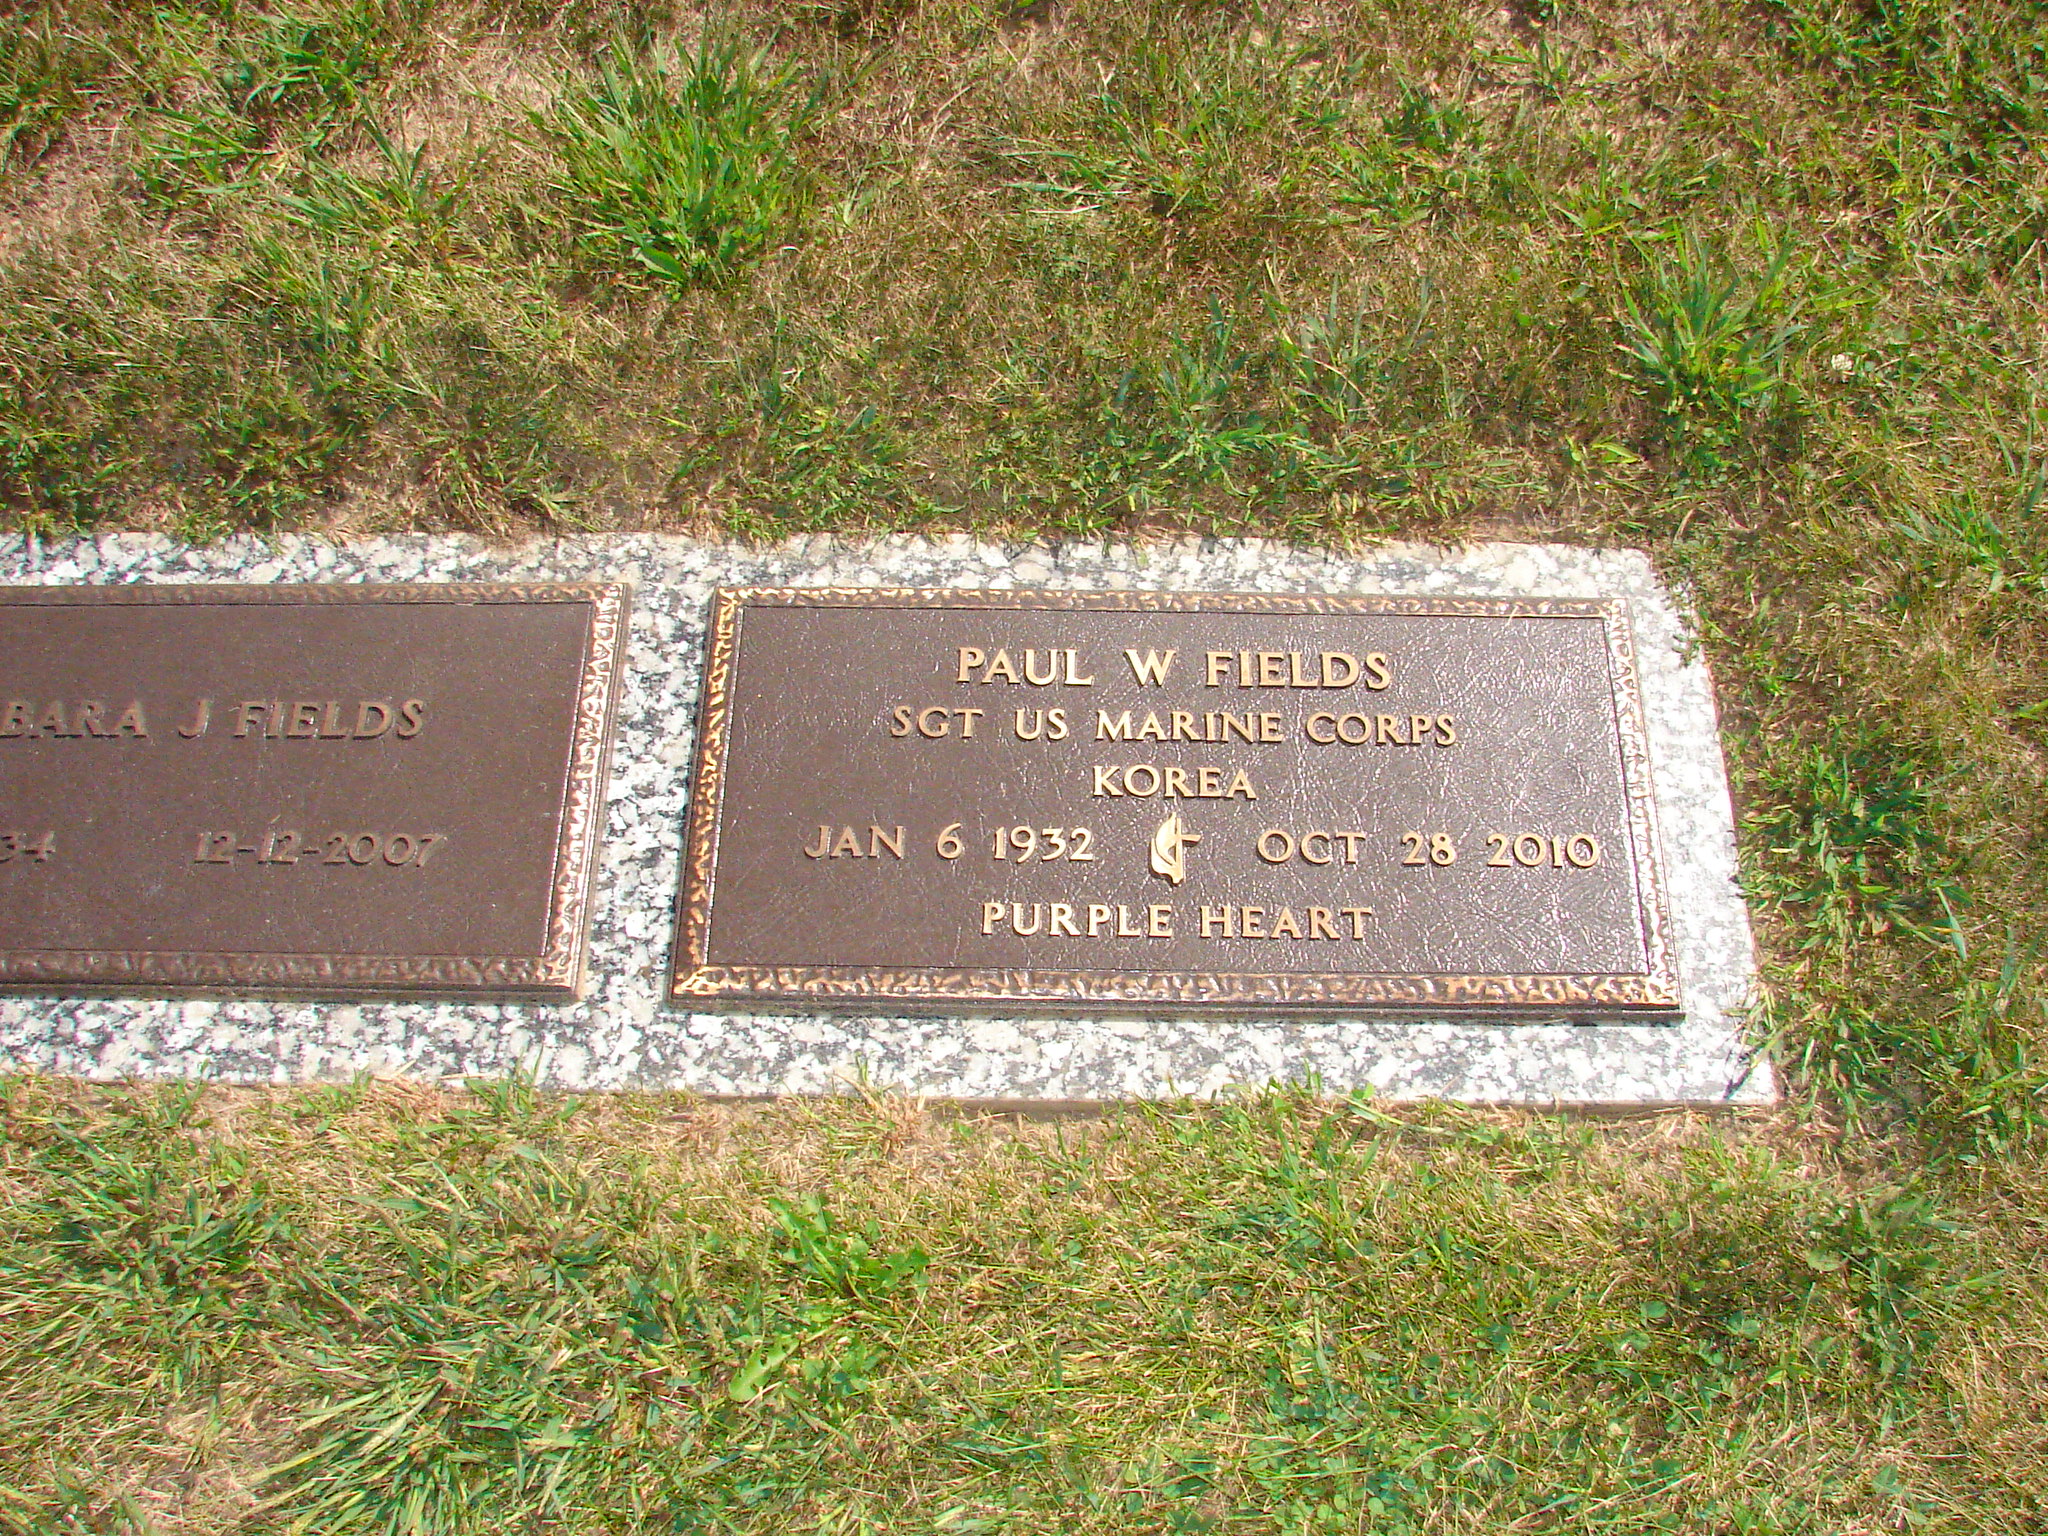 BARA J FIELDS
34 12-12-2007
PAUL W FIELDS
SGT US MARINE CORPS
KOREA
JAN 6 1932 OCT 28 2010
PURPLE HEART